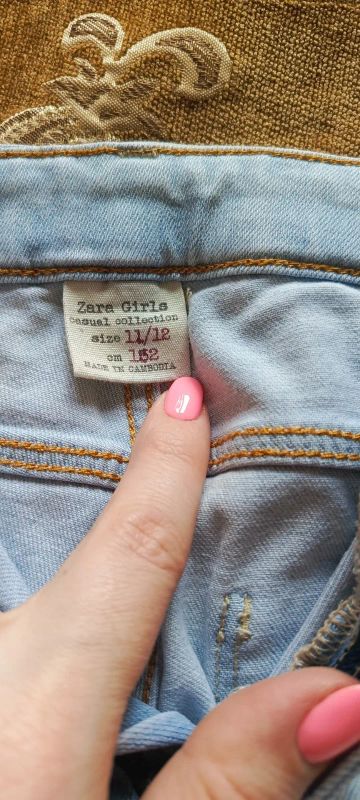 Zara Girls
casual collection
size 11/12
cm 152
MADE IN CAMBODIA